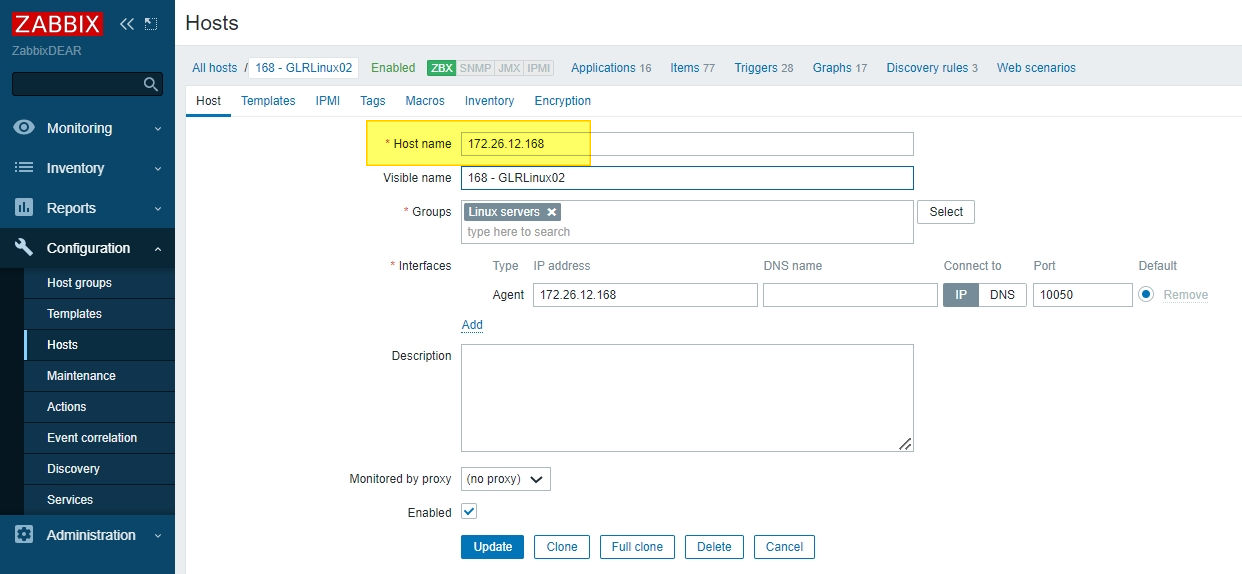 ZABBIX
ZabbixDEAR
Monitoring
Inventory
Reports
Configuration
Host groups
Templates
Hosts
Maintenance
Actions
Event correlation
Discovery
Services
Administration
Hosts
All hosts / 168 - GLRLinux02 Enabled ZBX SNMP JMX IPMI Applications 16 Items 77 Triggers 28 Graphs 17 Discovery rules 3 Web scenarios
Host Templates IPMI Tags Macros Inventory Encryption
* Host name 172.26.12.168
Visible name 168 - GLRLinux02
* Groups Linux servers Select
type here to search
* Interfaces Type IP address DNS name Connect to Port Default
Agent 172.26.12.168 IP DNS 10050 Remove
Add
Description
Monitored by proxy (no proxy)
Enabled
Update Clone Full clone Delete Cancel